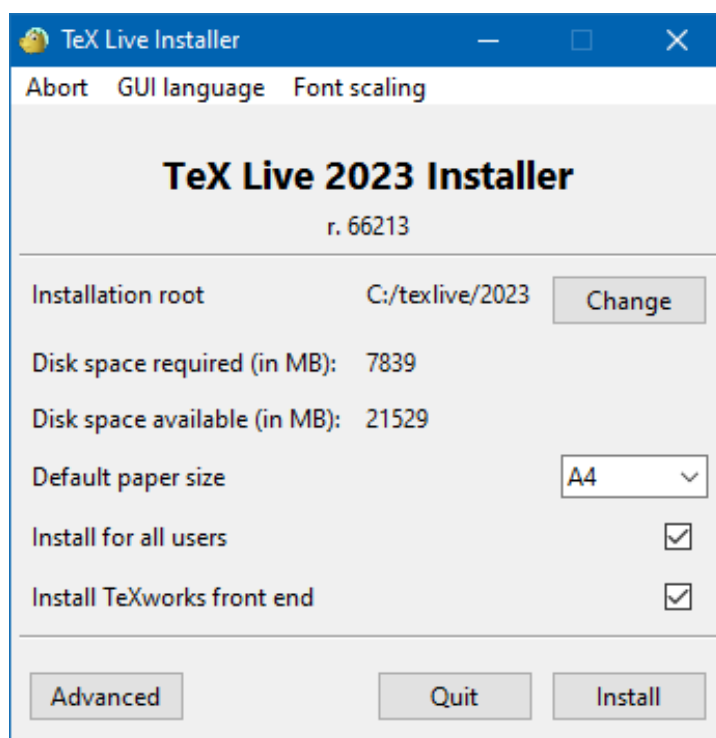 TeX Live Installer
Abort GUI language Font scaling
TeX Live 2023 Installer
r. 66213
Installation root C:/texlive/2023 Change
Disk space required (in MB): 7839
Disk space available (in MB): 21529
Default paper size A4
Install for all users
Install TeXworks front end
Advanced Quit Install